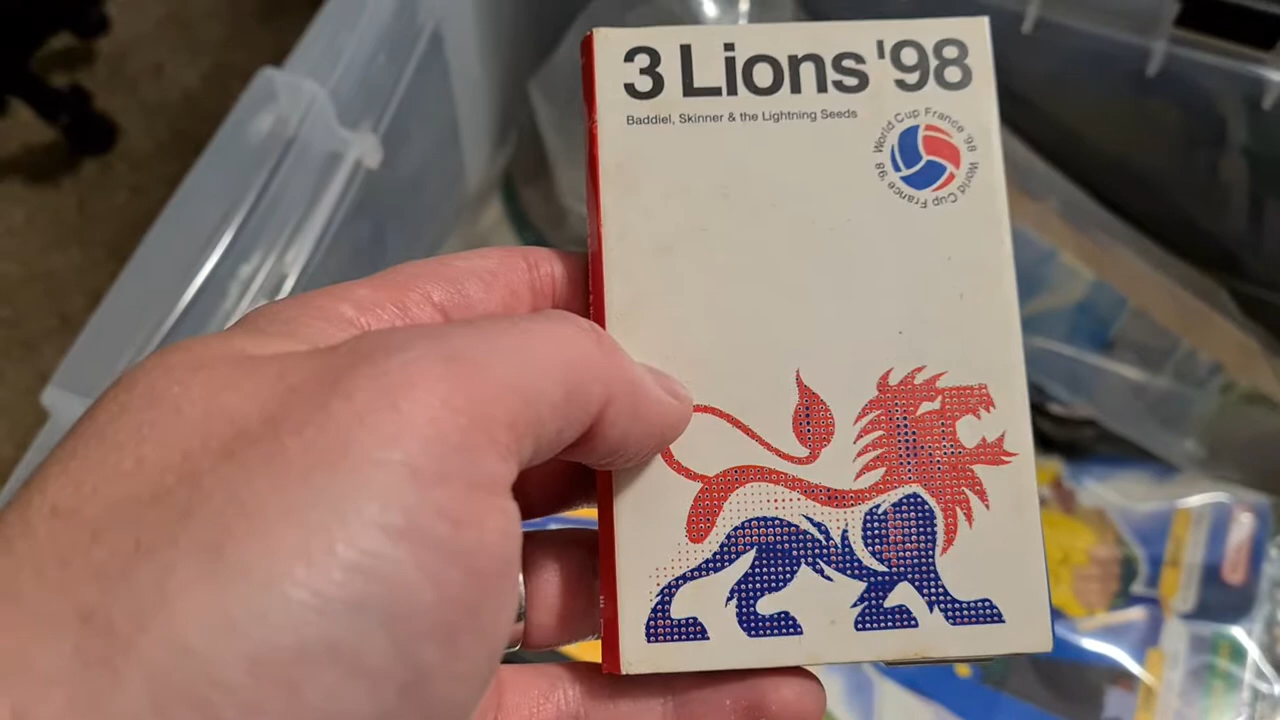 3 Lions '98
Baddiel, Skinner & the Lightning Seeds
World Cup France '98 World Cup France '98